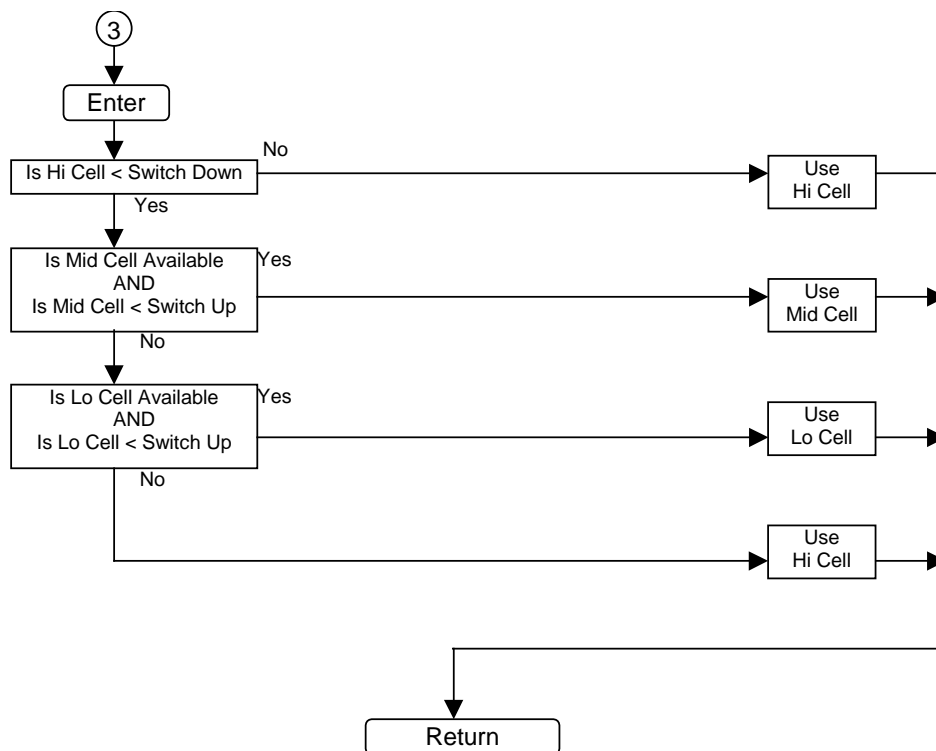 3
Enter
Is Hi Cell < Switch Down
No
Use
Hi Cell
Yes
Is Mid Cell Available
AND
Is Mid Cell < Switch Up
Yes
Use
Mid Cell
No
Is Lo Cell Available
AND
Is Lo Cell < Switch Up
Yes
Use
Lo Cell
No
Use
Hi Cell
Return